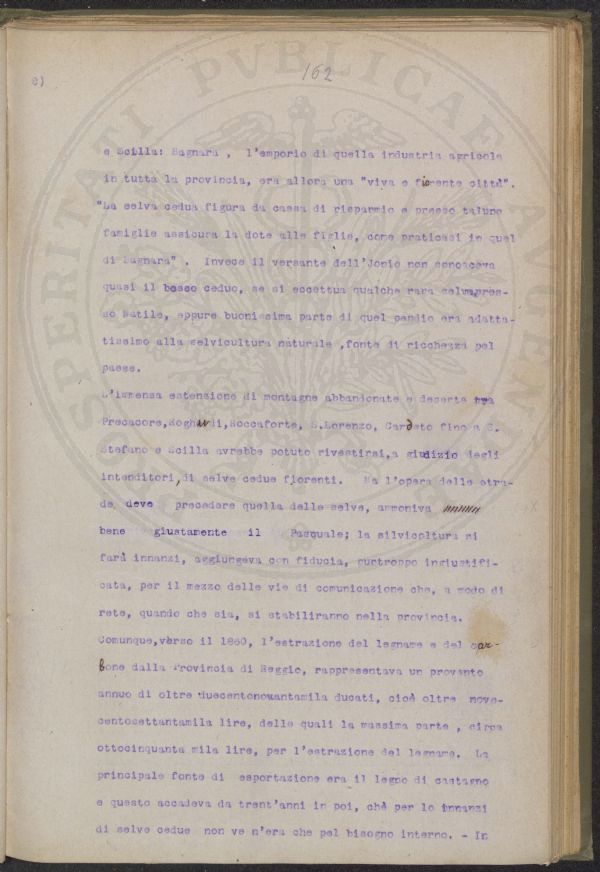 162
e)
e Scilla: Bagnara , l'emporio di quella industria agricola
in tutta la provincia, era allora una "viva e fiorente città".
"La selva cedua figura da cassa di risparmio e presso talune
famiglie assicura la dote alle figlie, come praticasi in quel
di Bagnara" . Invece il versante dell'Jonio non conosceva
quasi il bosco ceduo, se si eccettua qualche rara selva pres-
so Natile, eppure buonissima parte di quel pendio era adatta-
tissimo alla selvicultura naturale ,fonte di ricchezza pel
paese.
L'immensa estensione di montagne abbandonate e deserte tra
Precacore,Roghudi,Roccaforte, S.Lorenzo, Cardeto fino a S.
Stefano e Scilla avrebbe potuto rivestirsi,a giudizio degli
intenditori,di selve cedue fiorenti. Ma l'opera delle stra-
de, deve precedere quella delle selve, ammoniva
bene giustamente il Pasquale; la silvicoltura si
farà innanzi, aggiungeva con fiducia, purtroppo ingiustifi-
cata, per il mezzo delle vie di comunicazione che, a modo di
rete, quando che sia, si stabiliranno nella provincia.
Comunque,verso il 1860, l'estrazione del legname e del car-
bone dalla Provincia di Reggio, rappresentava un provento
annuo di oltre duecentonovantamila ducati, cioè oltre nove-
centosettantamila lire, delle quali la massima parte , circa
ottocinquanta mila lire, per l'estrazione del legname. La
principale fonte di esportazione era il legno di castagno
e questo accadeva da trent'anni in poi, chè per lo innanzi
di selve cedue non ve n'era che pel bisogno interno. - In